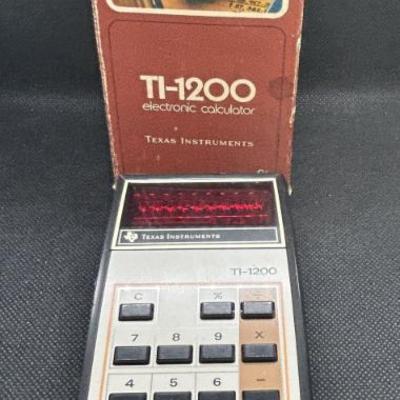 TI-1200
electronic calculator
TEXAS INSTRUMENTS
TEXAS INSTRUMENTS
TI-1200
C % ÷
7 8 9 ×
4 5 6 −